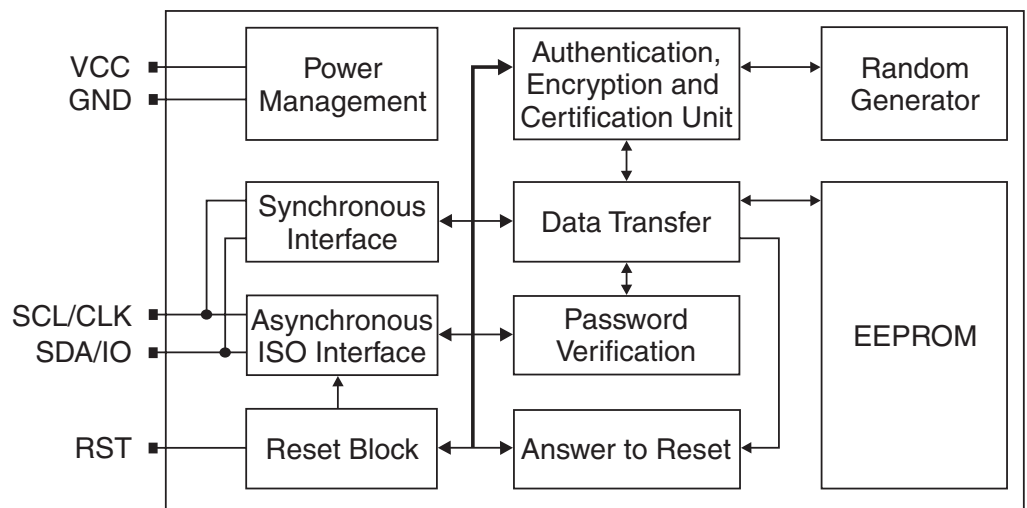 VCC
GND
Power
Management
Authentication,
Encryption and
Certification Unit
Random
Generator
Synchronous
Interface
Data Transfer
SCL/CLK
SDA/IO
Asynchronous
ISO Interface
Password
Verification
EEPROM
RST
Reset Block
Answer to Reset